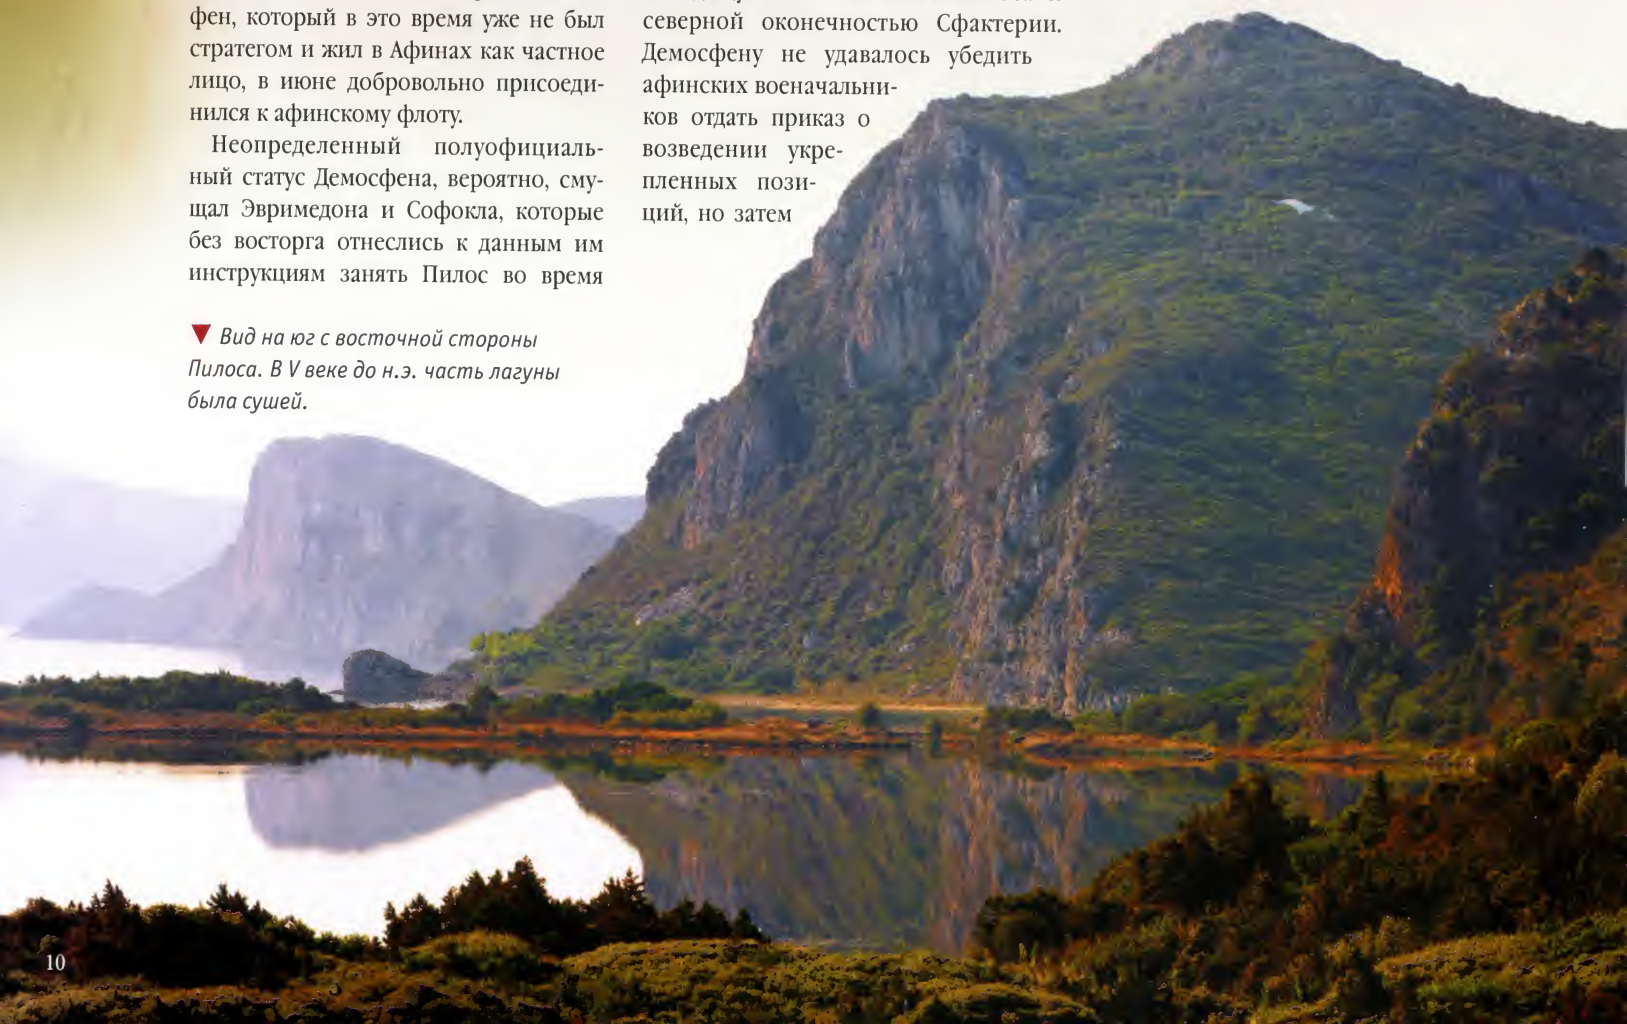 фен, который в это время уже не был
стратегом и жил в Афинах как частное
лицо, в июне добровольно присоеди-
нился к афинскому флоту.
Неопределенный полуофициаль-
ный статус Демосфена, вероятно, сму-
щал Эвримедона и Софокла, которые
без восторга отнеслись к данным им
инструкциям занять Пилос во время
северной оконечностью Сфактерии.
Демосфену не удавалось убедить
афинских военачальни-
ков отдать приказ о
возведении укре-
пленных пози-
ций, но затем
▼ Вид на юг с восточной стороны
Пилоса. В V веке до н.э. часть лагуны
была сушей.
10